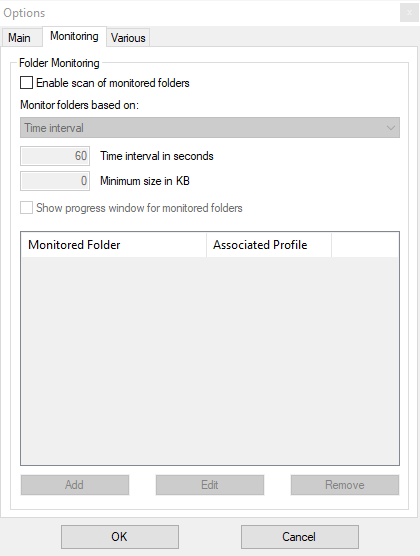 Options
Main Monitoring Various
Folder Monitoring
Enable scan of monitored folders
Monitor folders based on:
Time interval
60 Time interval in seconds
0 Minimum size in KB
Show progress window for monitored folders
Monitored Folder Associated Profile
Add Edit Remove
OK Cancel